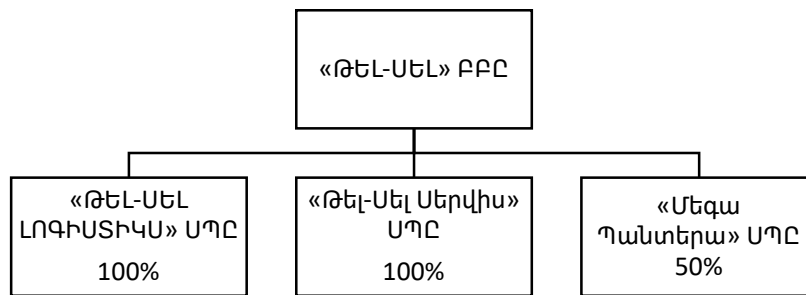 «ԹԵԼ-ՍԵԼ» ԲԲԸ
«ԹԵԼ-ՍԵԼ
ԼՈԳԻՍՏԻԿՍ» ՍՊԸ
100%
«Թել-Սել Սերվիս»
ՍՊԸ
100%
«Մեգա
Պանտերա» ՍՊԸ
50%